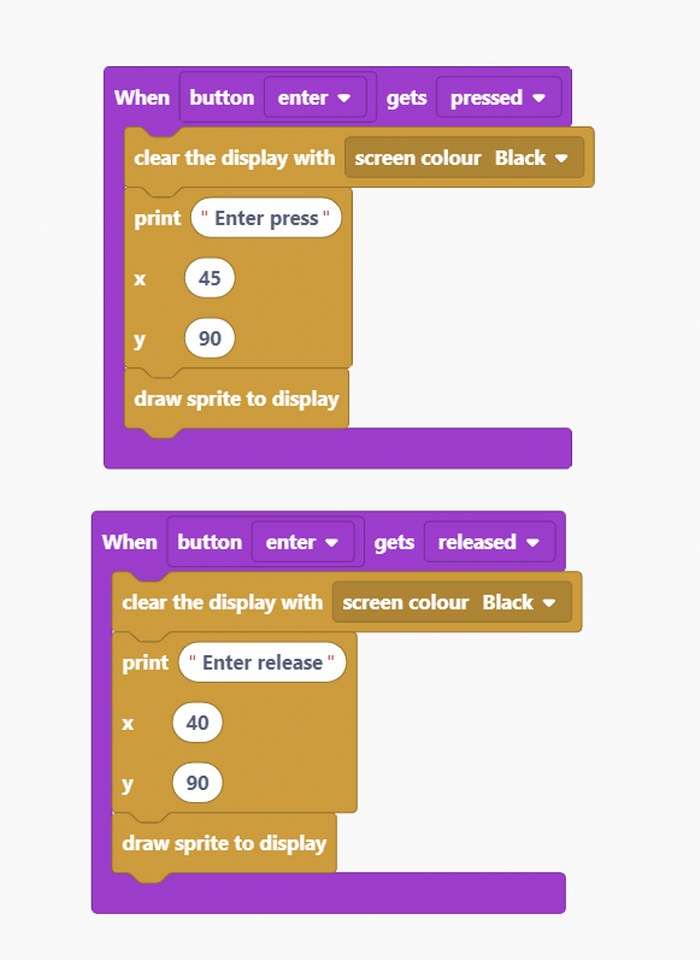 When button enter gets pressed
clear the display with screen colour Black
print " Enter press "
x 45
y 90
draw sprite to display
When button enter gets released
clear the display with screen colour Black
print " Enter release "
x 40
y 90
draw sprite to display